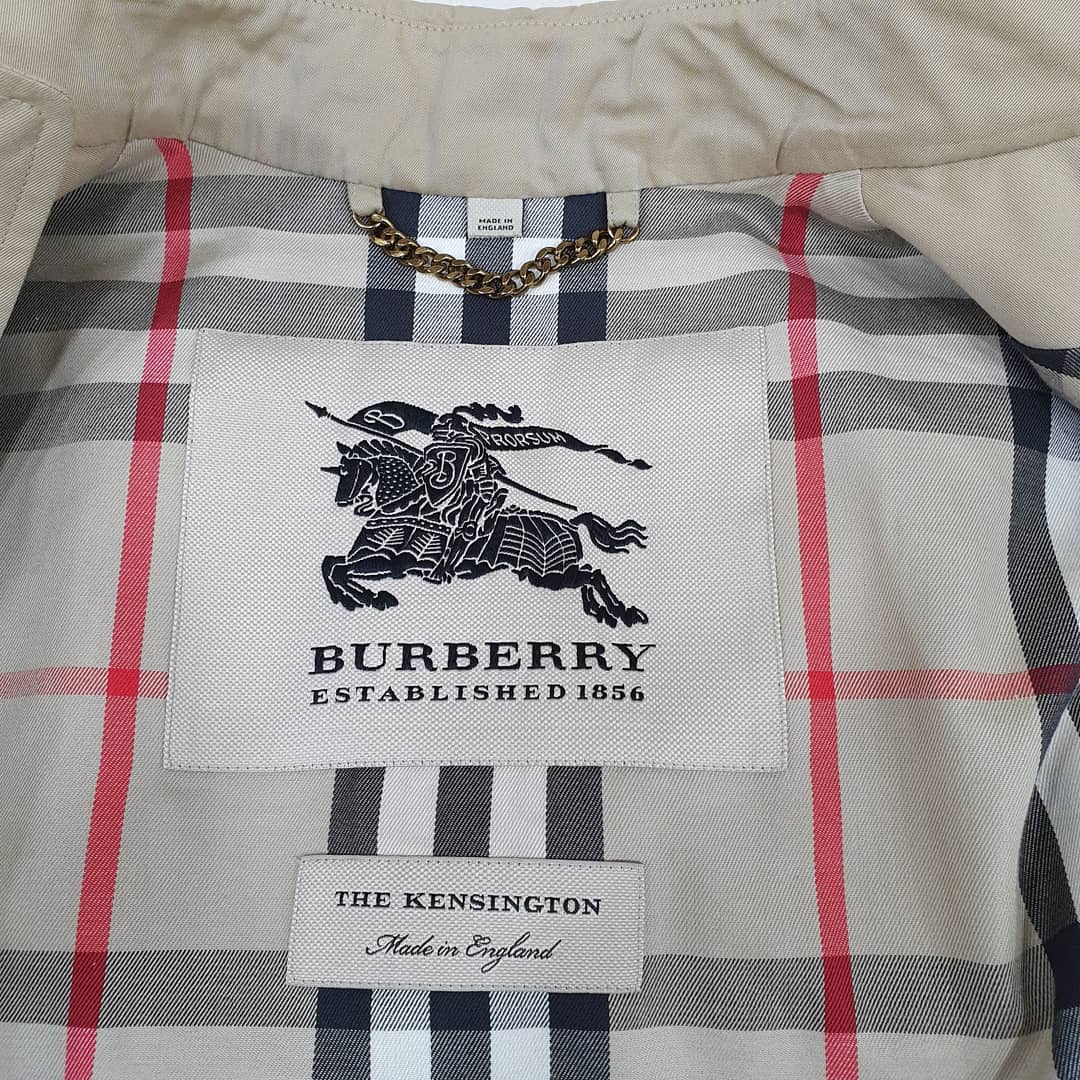 MADE IN
ENGLAND
B
PRORSUM
B
BURBERRY
ESTABLISHED 1856
THE KENSINGTON
Made in England